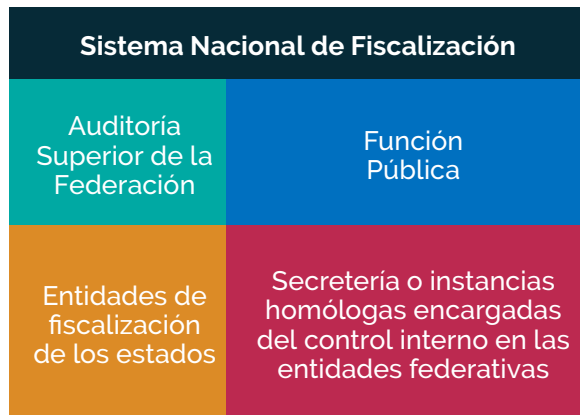 Sistema Nacional de Fiscalización
Auditoría
Superior de la
Federación
Función
Pública
Entidades de
fiscalización
de los estados
Secretería o instancias
homólogas encargadas
del control interno en las
entidades federativas